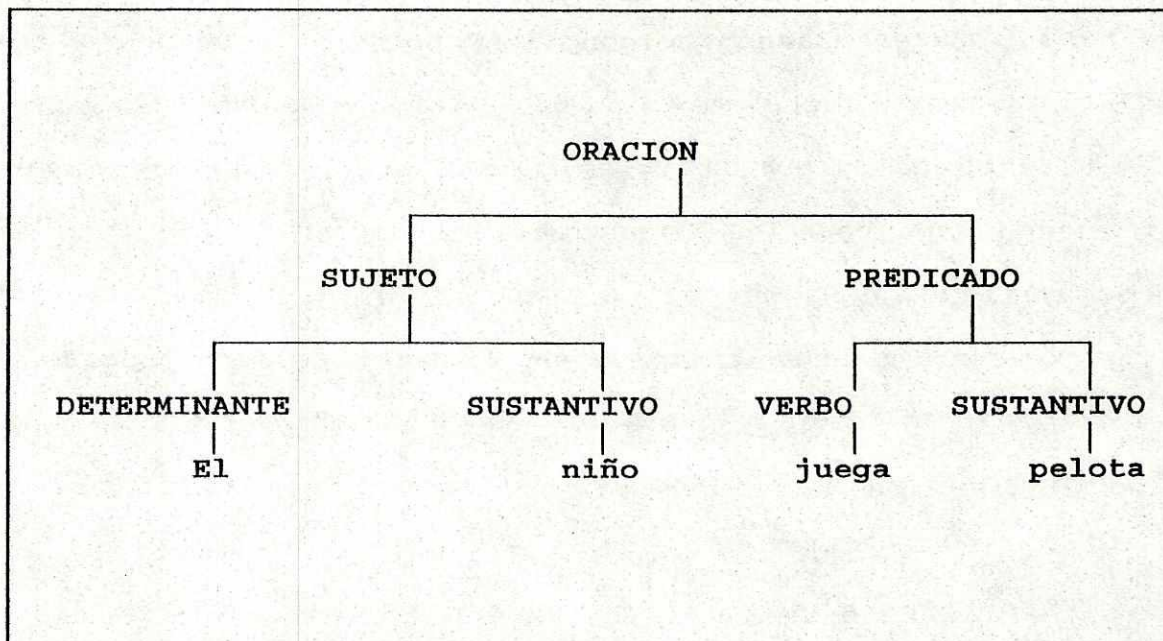 ORACION
SUJETO PREDICADO
DETERMINANTE SUSTANTIVO VERBO SUSTANTIVO
El niño juega pelota